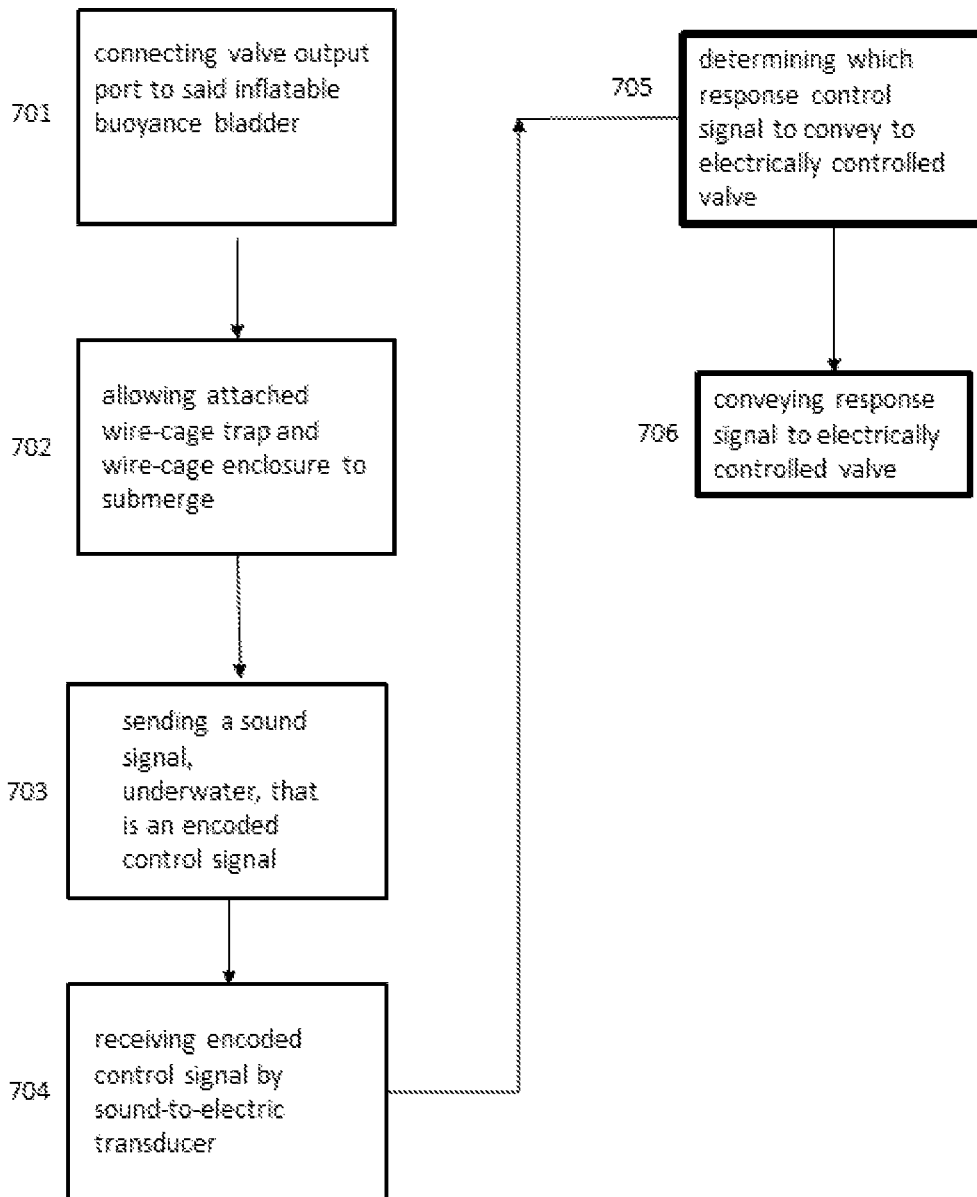 701
connecting valve output
port to said inflatable
buoyance bladder
702
allowing attached
wire-cage trap and
wire-cage enclosure to
submerge
703
sending a sound
signal,
underwater, that
is an encoded
control signal
704
receiving encoded
control signal by
sound-to-electric
transducer
705
determining which
response control
signal to convey to
electrically controlled
valve
706
conveying response
signal to electrically
controlled valve